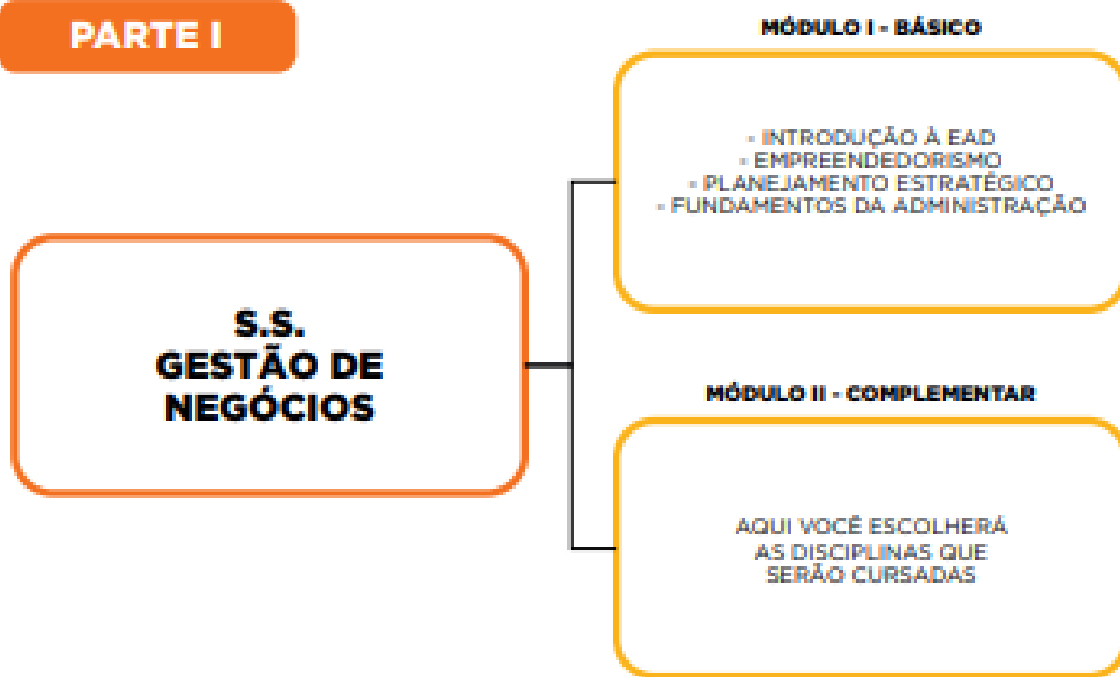 PARTE I
MÓDULO I - BÁSICO
- INTRODUÇÃO À EAD
- EMPREENDEDORISMO
- PLANEJAMENTO ESTRATÉGICO
- FUNDAMENTOS DA ADMINISTRAÇÃO
S.S.
GESTÃO DE
NEGÓCIOS
MÓDULO II - COMPLEMENTAR
AQUI VOCÊ ESCOLHERÁ
AS DISCIPLINAS QUE
SERÃO CURSADAS